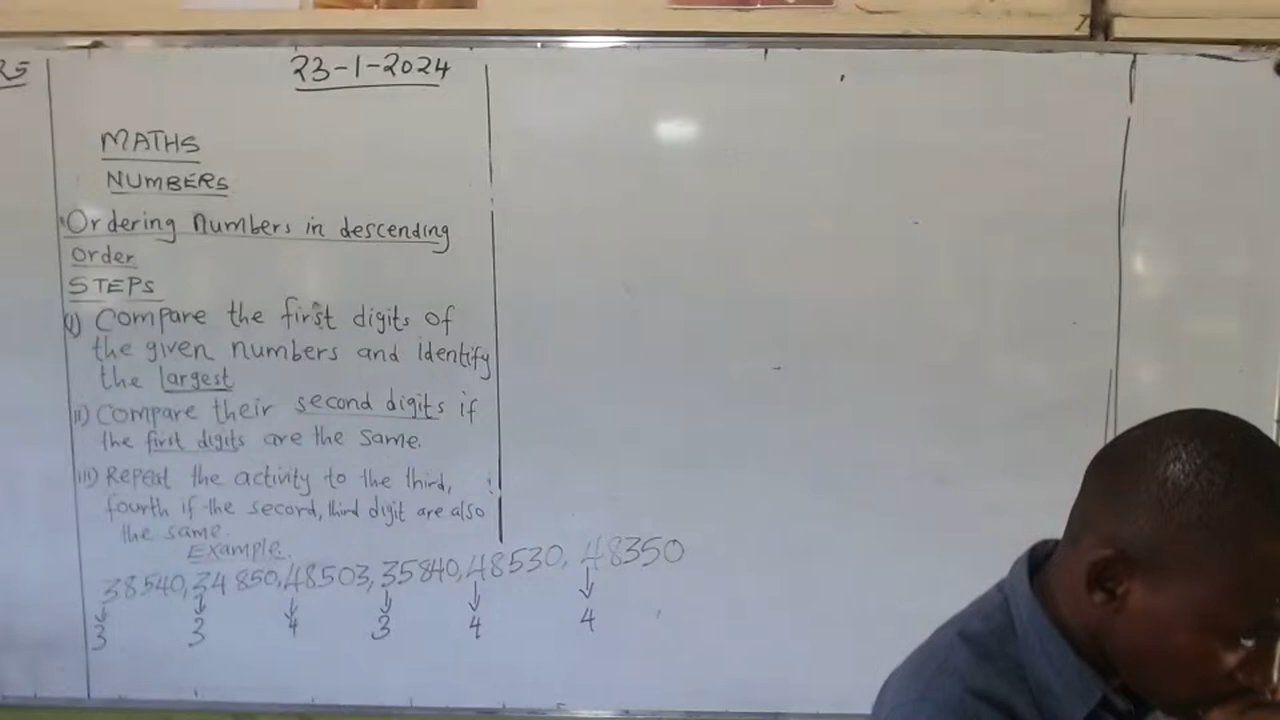 23-1-2024
MATHS
NUMBERS
Ordering numbers in descending
order
STEPS
i) Compare the first digits of
the given numbers and identify
the largest
ii) Compare their second digits if
the first digits are the same.
iii) Repeat the activity to the third,
fourth if the second, third digit are also
the same.
Example.
38540, 34850, 48503, 35840, 48530, 48350
3 3 4 3 4 4